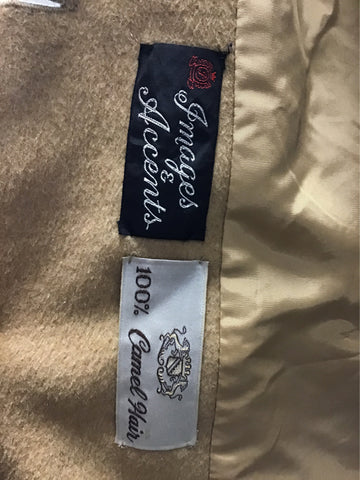 Images
&
Accents
100% Camel Hair